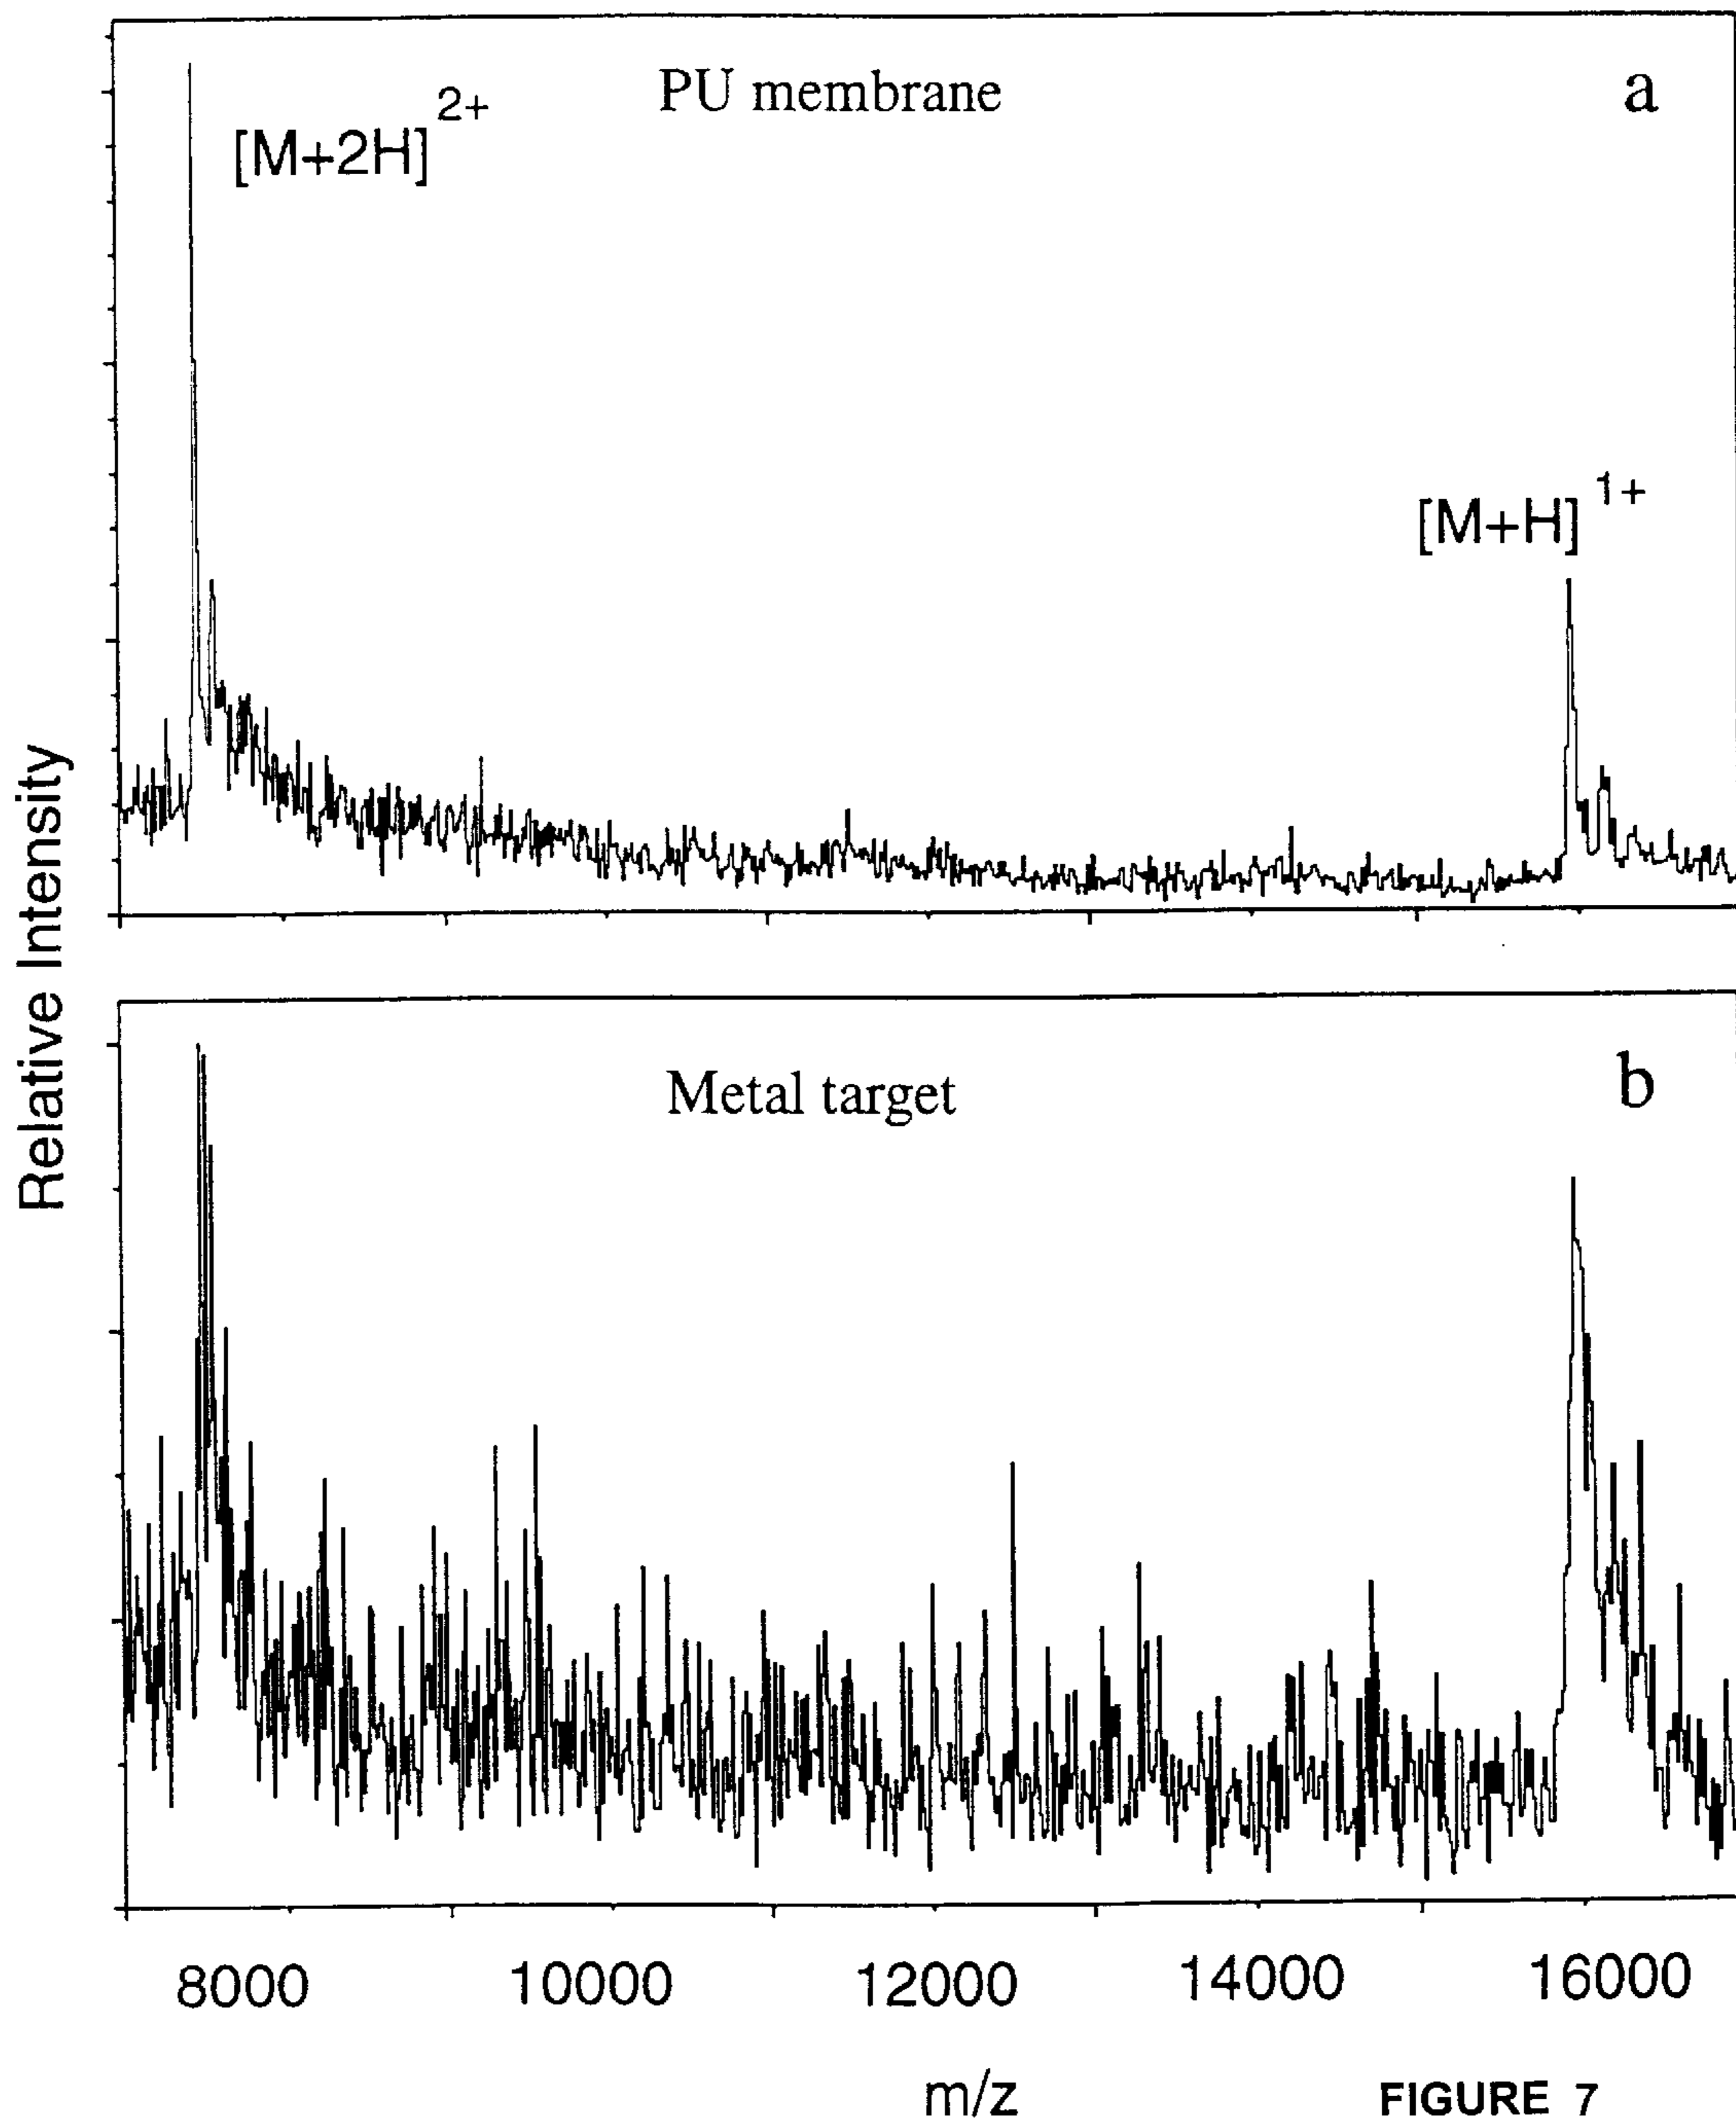 PU membrane
a
[M+2H] 2+
[M+H] 1+
Relative Intensity
Metal target
b
8000 10000 12000 14000 16000
m/z
FIGURE 7